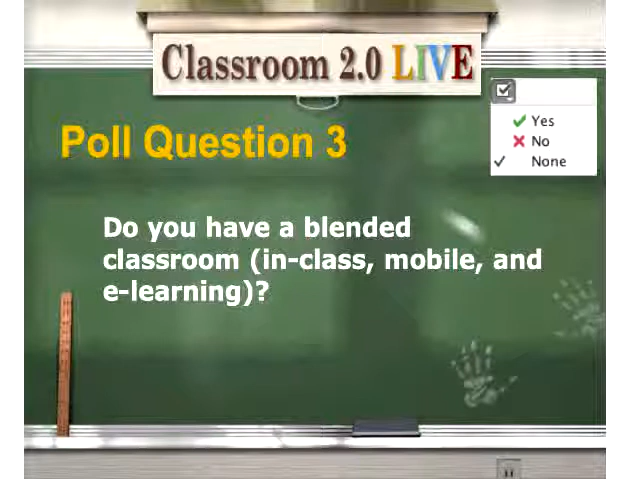 Classroom 2.0 LIVE
Poll Question 3
Yes
No
None
Do you have a blended
classroom (in-class, mobile, and
e-learning)?